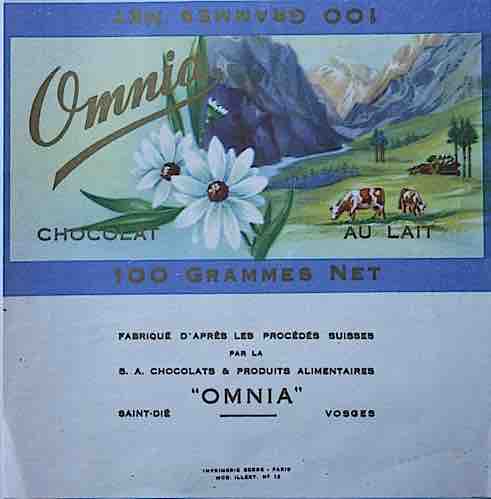 100 GRAMMES NET
Omnia
CHOCOLAT AU LAIT
100 GRAMMES NET
FABRIQUÉ D'APRÈS LES PROCÉDÉS SUISSES
PAR LA
S. A. CHOCOLATS & PRODUITS ALIMENTAIRES
"OMNIA"
SAINT-DIÉ VOSGES
IMPRIMERIE - PARIS